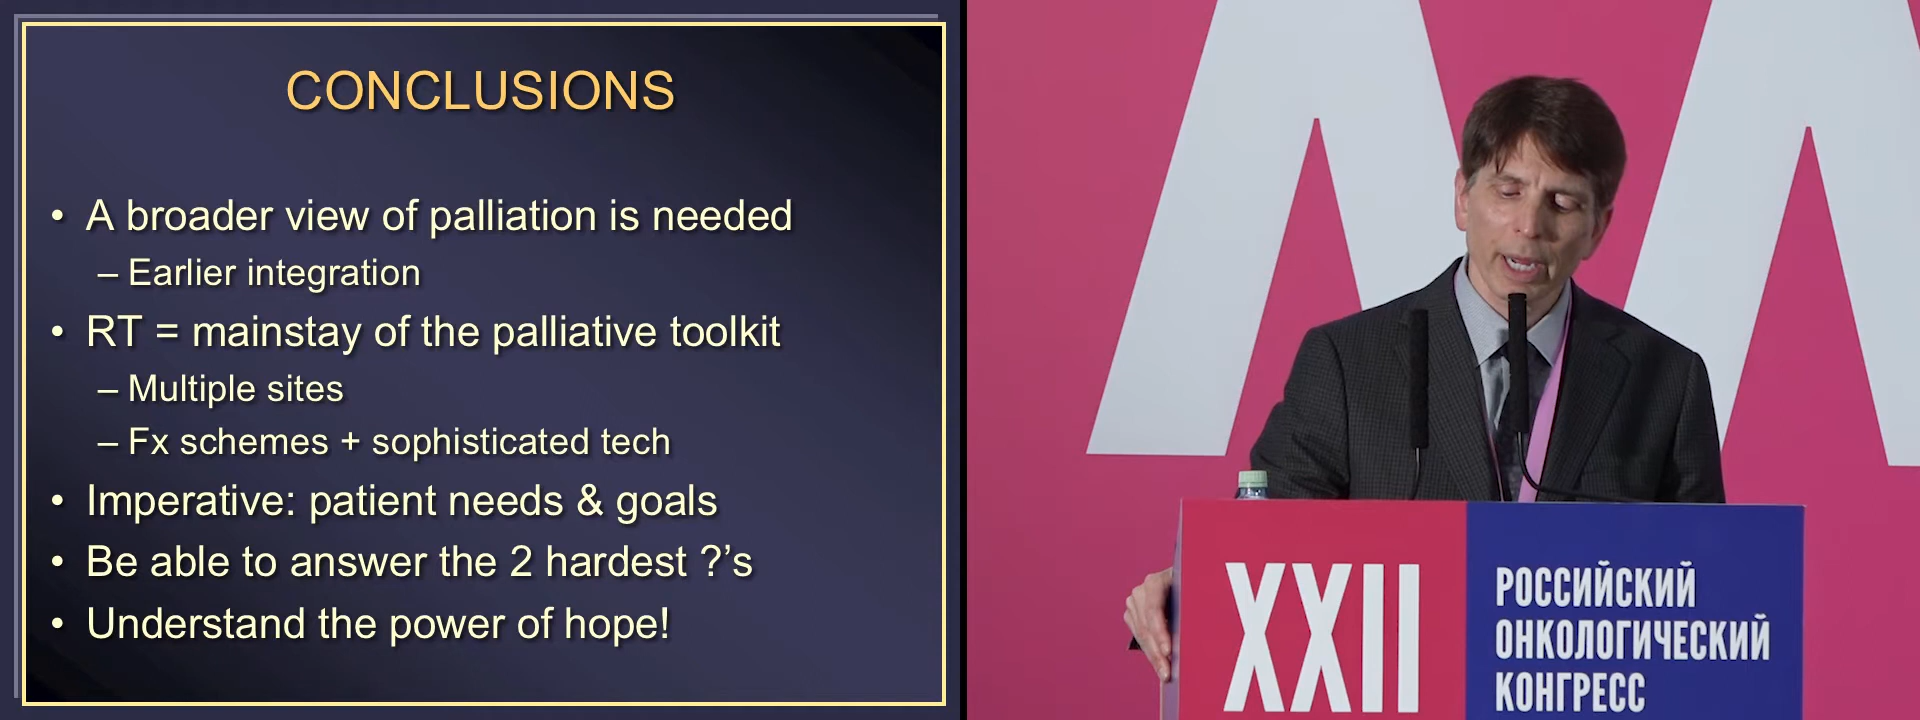 CONCLUSIONS
• A broader view of palliation is needed
– Earlier integration
• RT = mainstay of the palliative toolkit
– Multiple sites
– Fx schemes + sophisticated tech
• Imperative: patient needs & goals
• Be able to answer the 2 hardest ?’s
• Understand the power of hope!
XXII
РОССИЙСКИЙ
ОНКОЛОГИЧЕСКИЙ
КОНГРЕСС